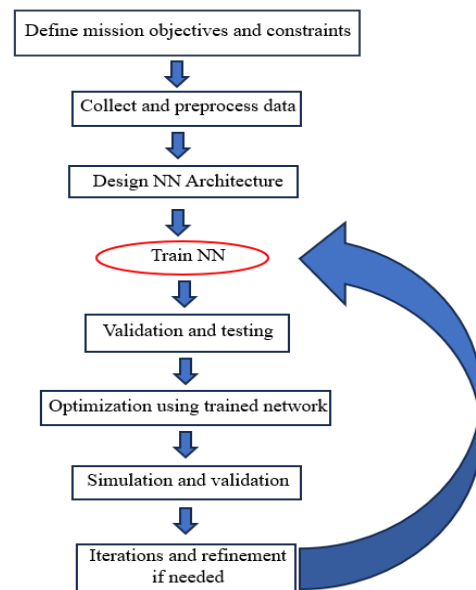 Define mission objectives and constraints
Collect and preprocess data
Design NN Architecture
Train NN
Validation and testing
Optimization using trained network
Simulation and validation
Iterations and refinement
if needed